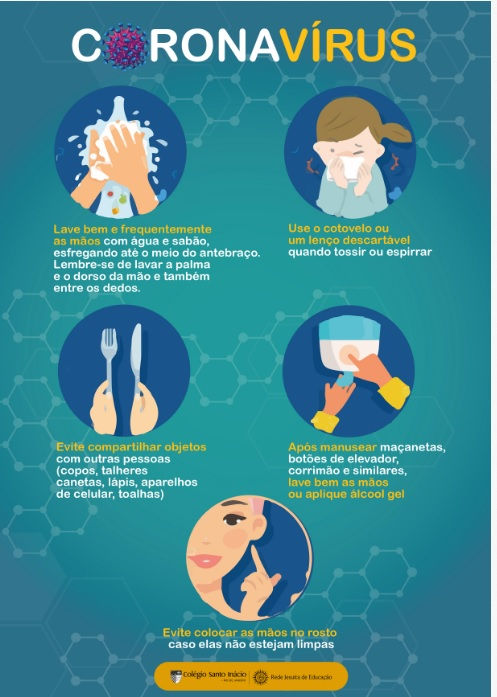 CORONAVÍRUS
Lave bem e frequentemente
as mãos com água e sabão,
esfregando até o meio do antebraço.
Lembre-se de lavar a palma
e o dorso da mão e também
entre os dedos.
Use o cotovelo ou
um lenço descartável
quando tossir ou espirrar
Evite compartilhar objetos
com outras pessoas
(copos, talheres
canetas, lápis, aparelhos
de celular, toalhas)
Após manusear maçanetas,
botões de elevador,
corrimão e similares,
lave bem as mãos
ou aplique álcool gel
Evite colocar as mãos no rosto
caso elas não estejam limpas
Colégio Santo Inácio
Rede Jesuíta de Educação